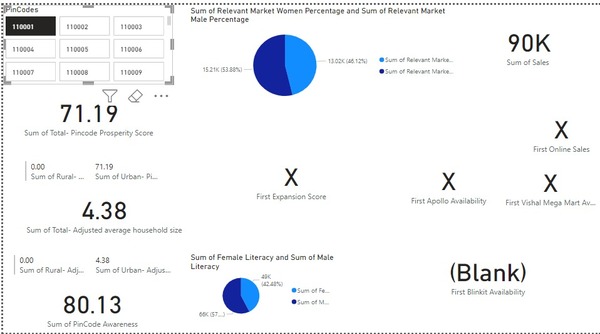 PinCodes
110001
110002
110003
110004
110005
110006
110007
110008
110009
71.19
Sum of Total- Pincode Prosperity Score
0.00
71.19
Sum of Rural- ...
Sum of Urban- Pi...
4.38
Sum of Total- Adjusted average household size
0.00
4.38
Sum of Rural- Adj...
Sum of Urban- Adjus...
80.13
Sum of PinCode Awareness
Sum of Relevant Market Women Percentage and Sum of Relevant Market
Male Percentage
15.21K (53.88%)
13.02K (46.12%)
Sum of Relevant Marke...
Sum of Relevant Marke...
X
First Expansion Score
Sum of Female Literacy and Sum of Male
Literacy
(42.48%)
66K (57....)
Sum of Fe...
Sum of M...
90K
Sum of Sales
X
First Online Sales
X
First Apollo Availability
X
First Vishal Mega Mart Av...
(Blank)
First Blinkit Availability